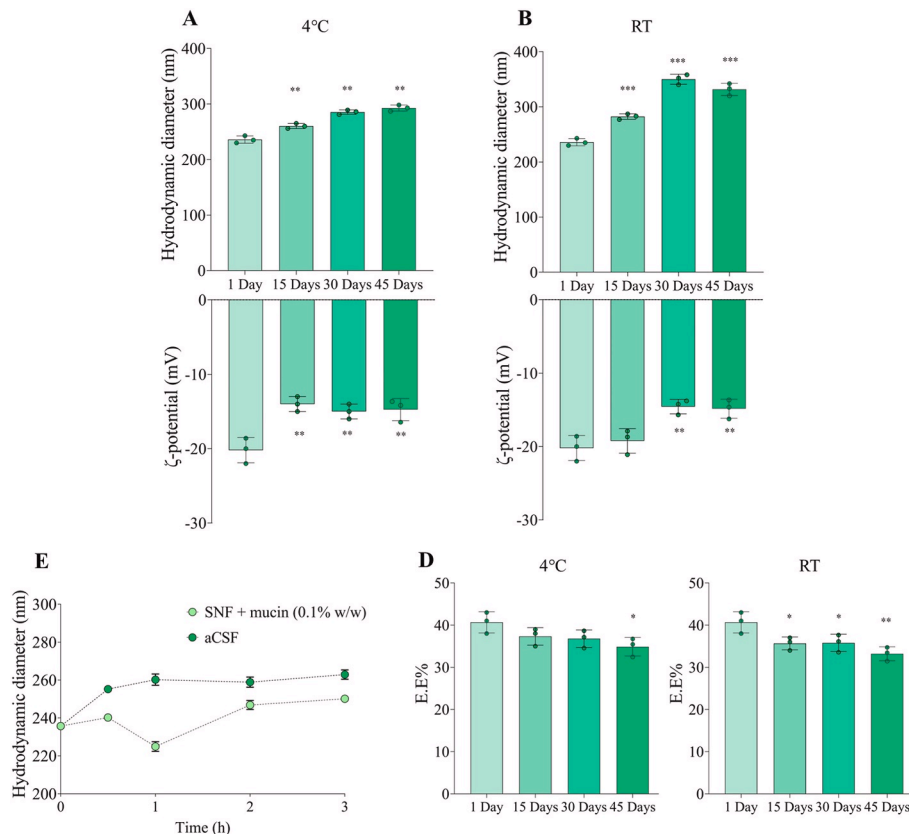 A
4°C
Hydrodynamic diameter (nm)
400
300
200
100
0
** ** **
1 Day 15 Days 30 Days 45 Days
ζ-potential (mV)
0
-10
-20
-30
** ** **
B
RT
Hydrodynamic diameter (nm)
400
300
200
100
0
*** *** ***
1 Day 15 Days 30 Days 45 Days
ζ-potential (mV)
0
-10
-20
-30
** **
E
Hydrodynamic diameter (nm)
300
280
260
240
220
200
SNF + mucin (0.1% w/w)
aCSF
0 1 2 3
Time (h)
D
4°C
E.E%
50
40
30
20
10
0
*
1 Day 15 Days 30 Days 45 Days
RT
E.E%
50
40
30
20
10
0
* * **
1 Day 15 Days 30 Days 45 Days